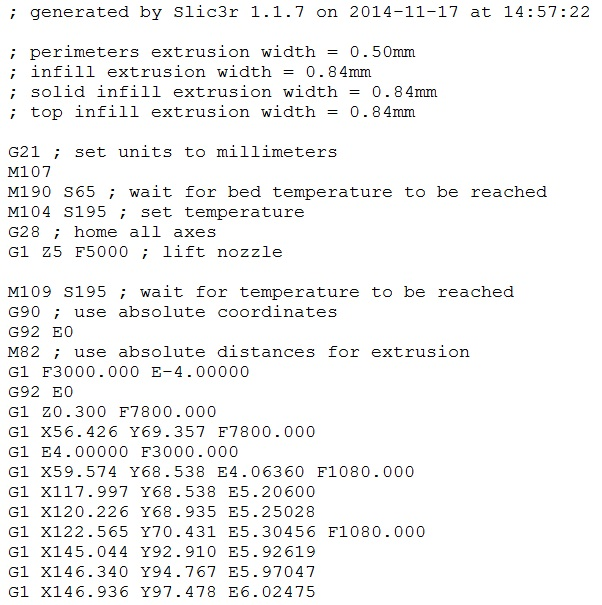 ; generated by Slic3r 1.1.7 on 2014-11-17 at 14:57:22
; perimeters extrusion width = 0.50mm
; infill extrusion width = 0.84mm
; solid infill extrusion width = 0.84mm
; top infill extrusion width = 0.84mm
G21 ; set units to millimeters
M107
M190 S65 ; wait for bed temperature to be reached
M104 S195 ; set temperature
G28 ; home all axes
G1 Z5 F5000 ; lift nozzle
M109 S195 ; wait for temperature to be reached
G90 ; use absolute coordinates
G92 E0
M82 ; use absolute distances for extrusion
G1 F3000.000 E-4.00000
G92 E0
G1 Z0.300 F7800.000
G1 X56.426 Y69.357 F7800.000
G1 E4.00000 F3000.000
G1 X59.574 Y68.538 E4.06360 F1080.000
G1 X117.997 Y68.538 E5.20600
G1 X120.226 Y68.935 E5.25028
G1 X122.565 Y70.431 E5.30456 F1080.000
G1 X145.044 Y92.910 E5.92619
G1 X146.340 Y94.767 E5.97047
G1 X146.936 Y97.478 E6.02475